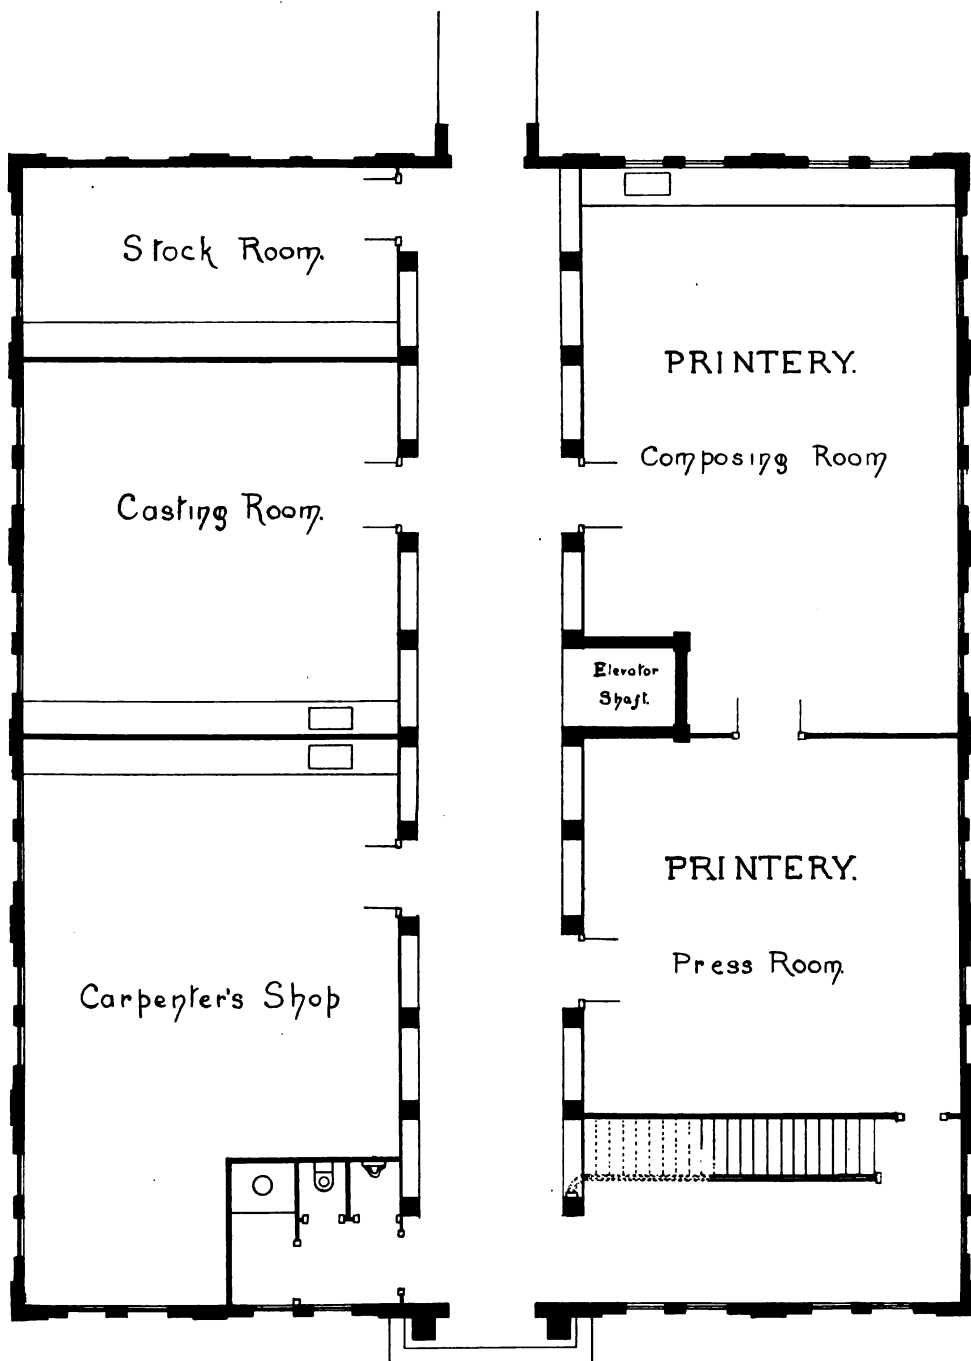 Stock Room.
PRINTERY.
Composing Room
Casting Room.
Elevator
Shaft.
PRINTERY.
Press Room.
Carpenter's Shop